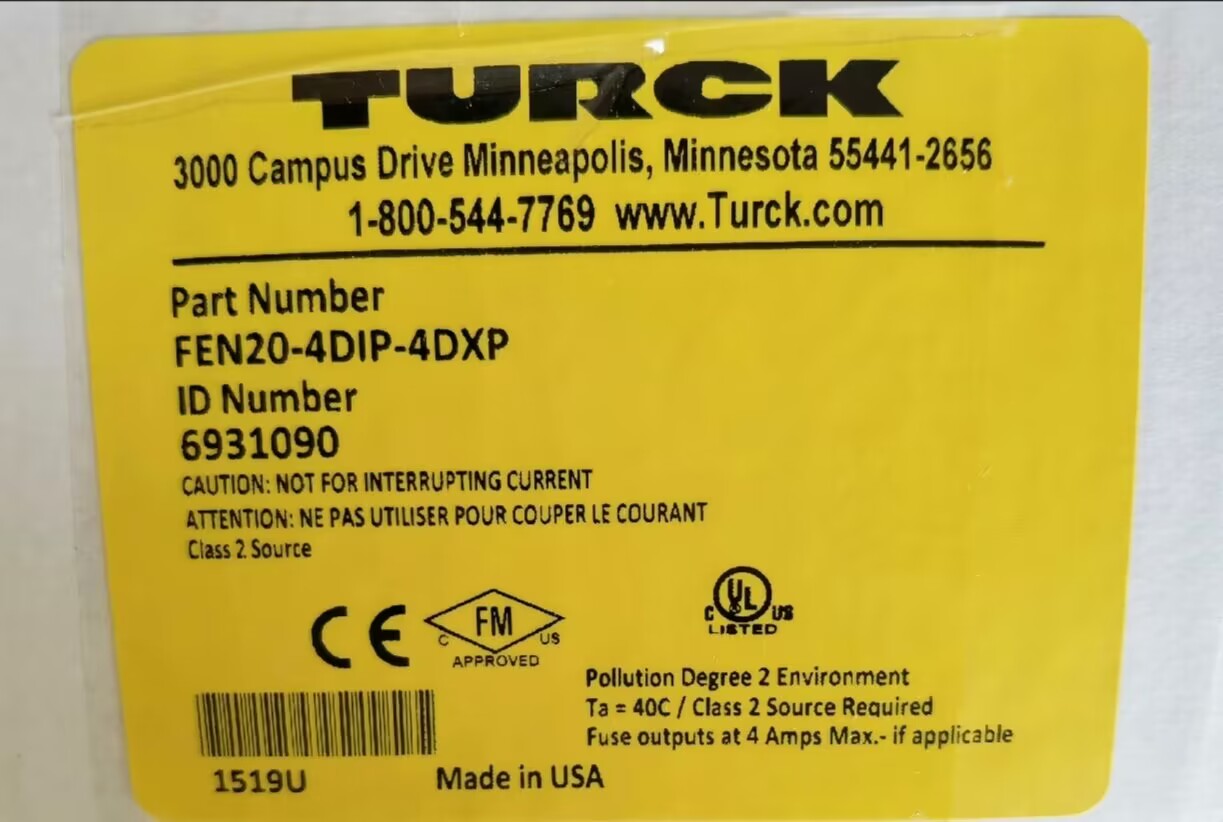 TURCK
3000 Campus Drive Minneapolis, Minnesota 55441-2656
1-800-544-7769 www.Turck.com
Part Number
FEN20-4DIP-4DXP
ID Number
6931090
CAUTION: NOT FOR INTERRUPTING CURRENT
ATTENTION: NE PAS UTILISER POUR COUPER LE COURANT
Class 2 Source
CE
FM
C US
APPROVED
UL
C US
LISTED
Pollution Degree 2 Environment
Ta = 40C / Class 2 Source Required
Fuse outputs at 4 Amps Max.- if applicable
1519U
Made in USA